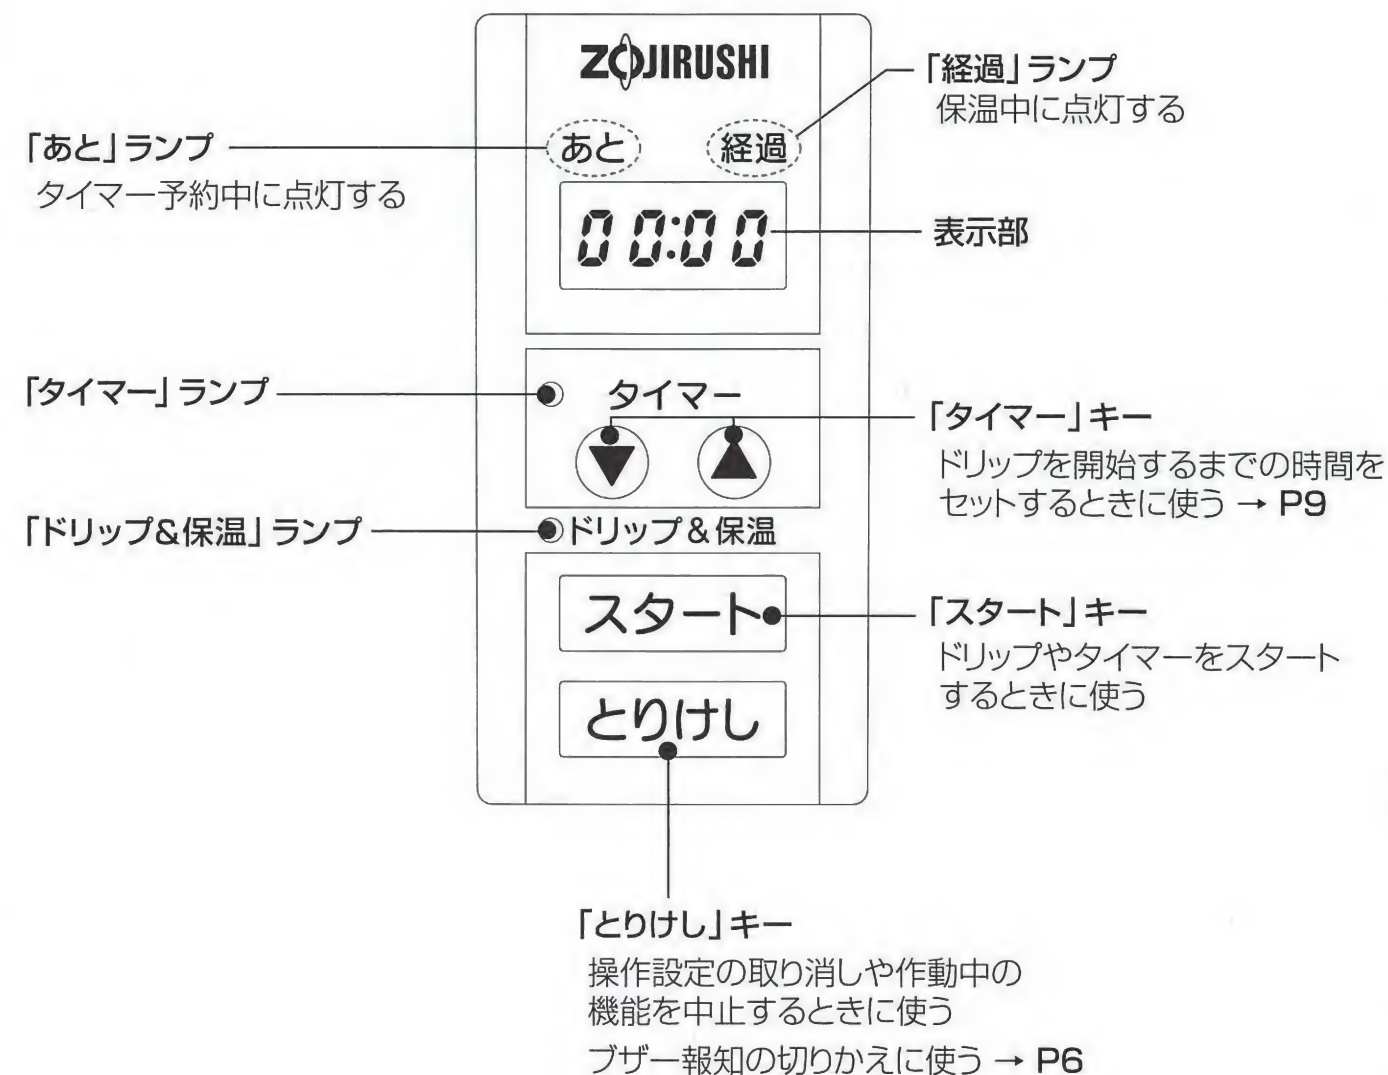 ZOJIRUSHI
「経過」ランプ
保温中に点灯する
「あと」ランプ
タイマー予約中に点灯する
あと
経過
00:00
表示部
「タイマー」ランプ
タイマー
▼
▲
「タイマー」キー
ドリップを開始するまでの時間を
セットするときに使う → P9
「ドリップ&保温」ランプ
ドリップ&保温
スタート
「スタート」キー
ドリップやタイマーをスタート
するときに使う
とりけし
「とりけし」キー
操作設定の取り消しや作動中の
機能を中止するときに使う
ブザー報知の切りかえに使う → P6